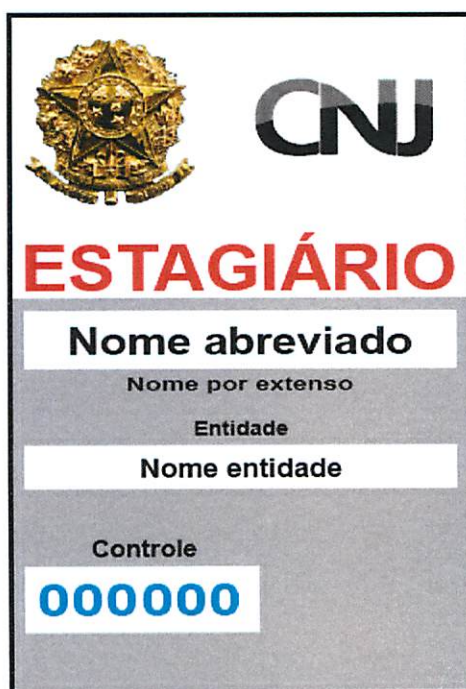 CNJ
ESTAGIÁRIO
Nome abreviado
Nome por extenso
Entidade
Nome entidade
Controle
000000